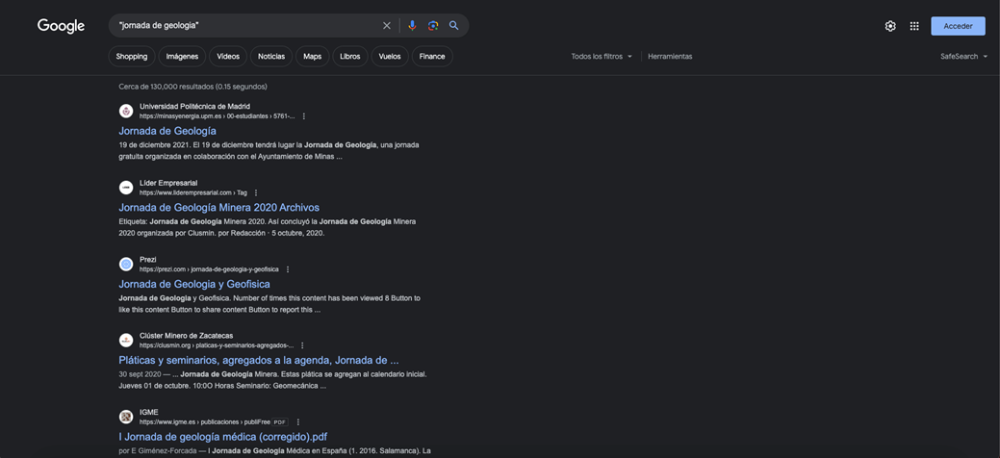 Google
"jornada de geologia"
Acceder
Shopping
Imágenes
Videos
Noticias
Maps
Libros
Vuelos
Finance
Todos los filtros
Herramientas
SafeSearch
Cerca de 130,000 resultados (0.15 segundos)
Universidad Politécnica de Madrid
https://minasyenergia.upm.es › 00-estudiantes › 5761-...
Jornada de Geología
19 de diciembre 2021. El 19 de diciembre tendrá lugar la Jornada de Geología, una jornada
gratuita organizada en colaboración con el Ayuntamiento de Minas ...
Líder Empresarial
https://www.liderempresarial.com › Tag
Jornada de Geología Minera 2020 Archivos
Etiqueta: Jornada de Geología Minera 2020. Así concluyó la Jornada de Geología Minera
2020 organizada por Clusmin. por Redacción · 5 octubre, 2020.
Prezi
https://prezi.com › jornada-de-geologia-y-geofisica
Jornada de Geologia y Geofisica
Jornada de Geologia y Geofisica. Number of times this content has been viewed 8 Button to
like this content Button to share content Button to report this ...
Clúster Minero de Zacatecas
https://clusmin.org › platicas-y-seminarios-agregados-...
Pláticas y seminarios, agregados a la agenda, Jornada de ...
30 sept 2020 — ... Jornada de Geología Minera. Estas plática se agregan al calendario inicial.
Jueves 01 de octubre. 10:0O Horas Seminario: Geomecánica ...
IGME
https://www.igme.es › publicaciones › publiFree PDF
I Jornada de geología médica (corregido).pdf
por E Giménez-Forcada — I Jornada de Geología Médica en España (1. 2016. Salamanca). La